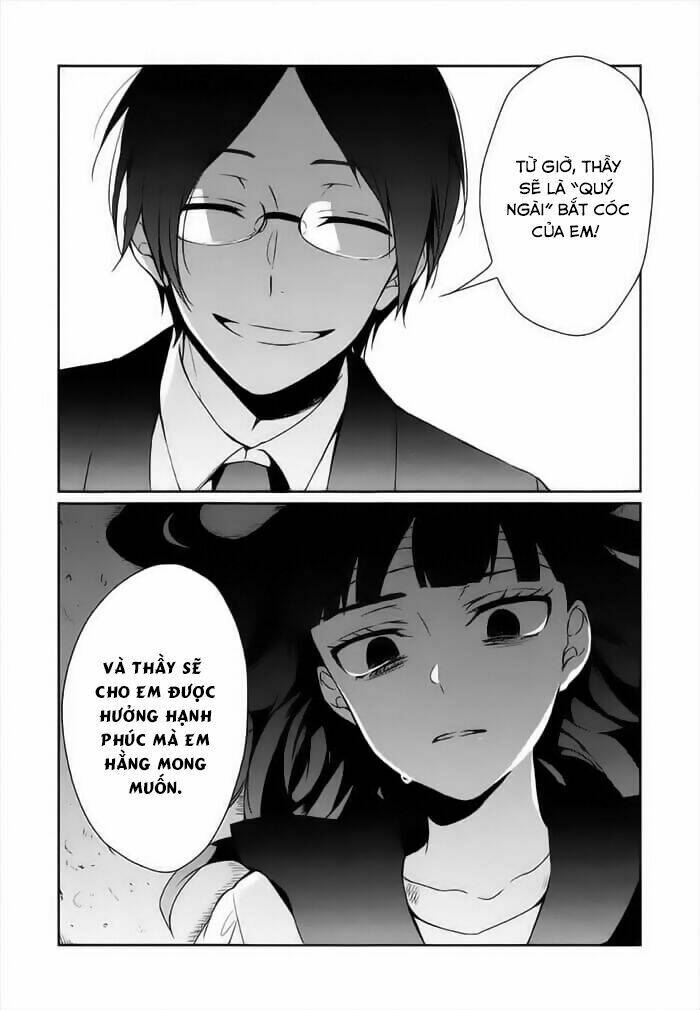 TỪ GIỜ, THẦY
SẼ LÀ "QUÝ
NGÀI" BẮT CÓC
CỦA EM!
VÀ THẦY SẼ
CHO EM ĐƯỢC
HƯỞNG HẠNH
PHÚC MÀ EM
HẰNG MONG
MUỐN.